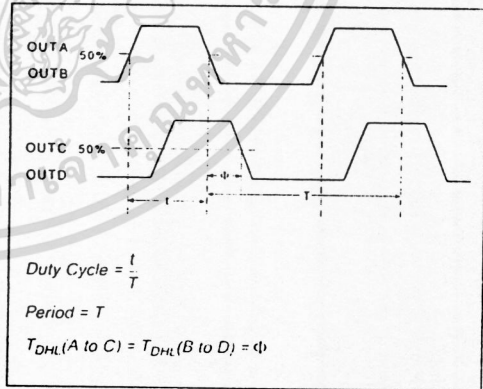 OUTA 50%
OUTB
OUTC 50%
OUTD
Φ
t
T
Duty Cycle = t/T
Period = T
T_DHL(A to C) = T_DHL(B to D) = Φ